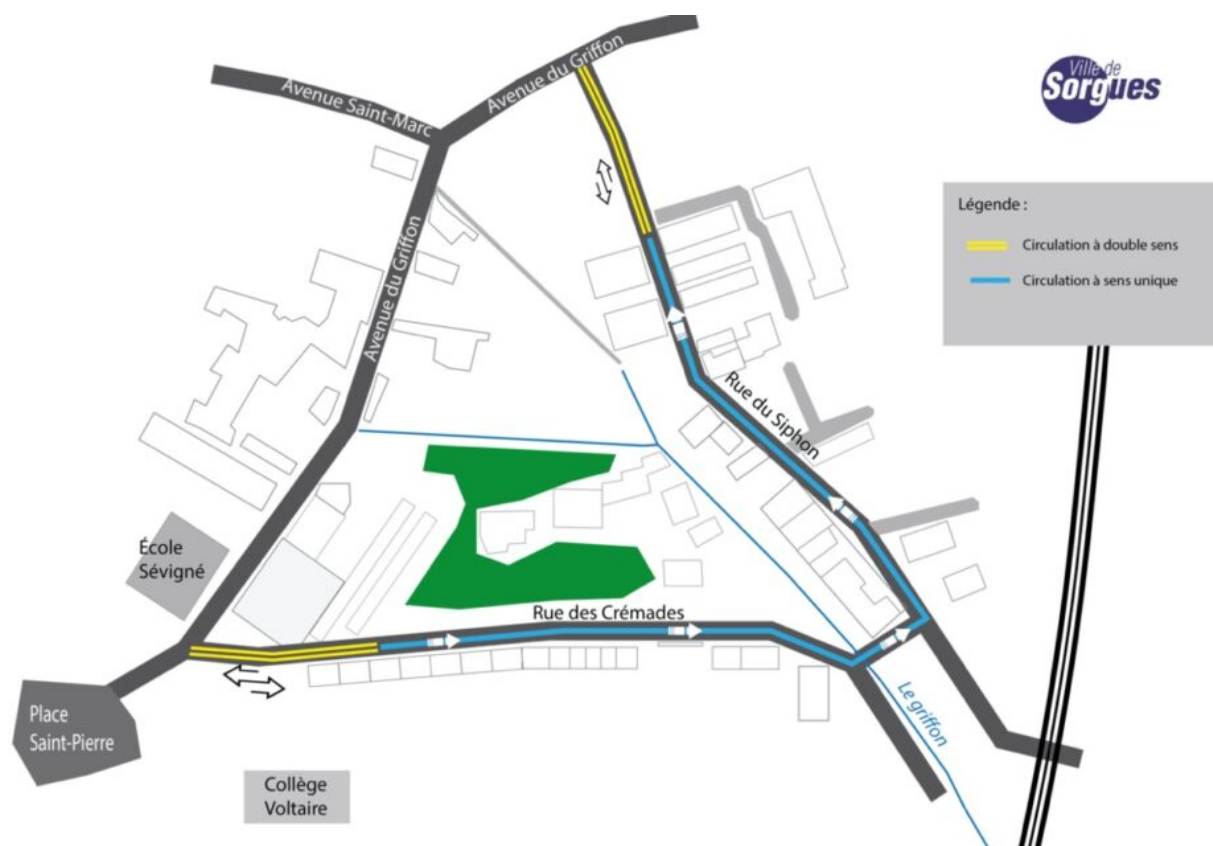 Avenue du Griffon
Avenue Saint-Marc
Ville de
Sorgues
Légende :
Circulation à double sens
Circulation à sens unique
Avenue du Griffon
Rue du Siphon
École
Sévigné
Rue des Crémades
Le griffon
Place
Saint-Pierre
Collège
Voltaire